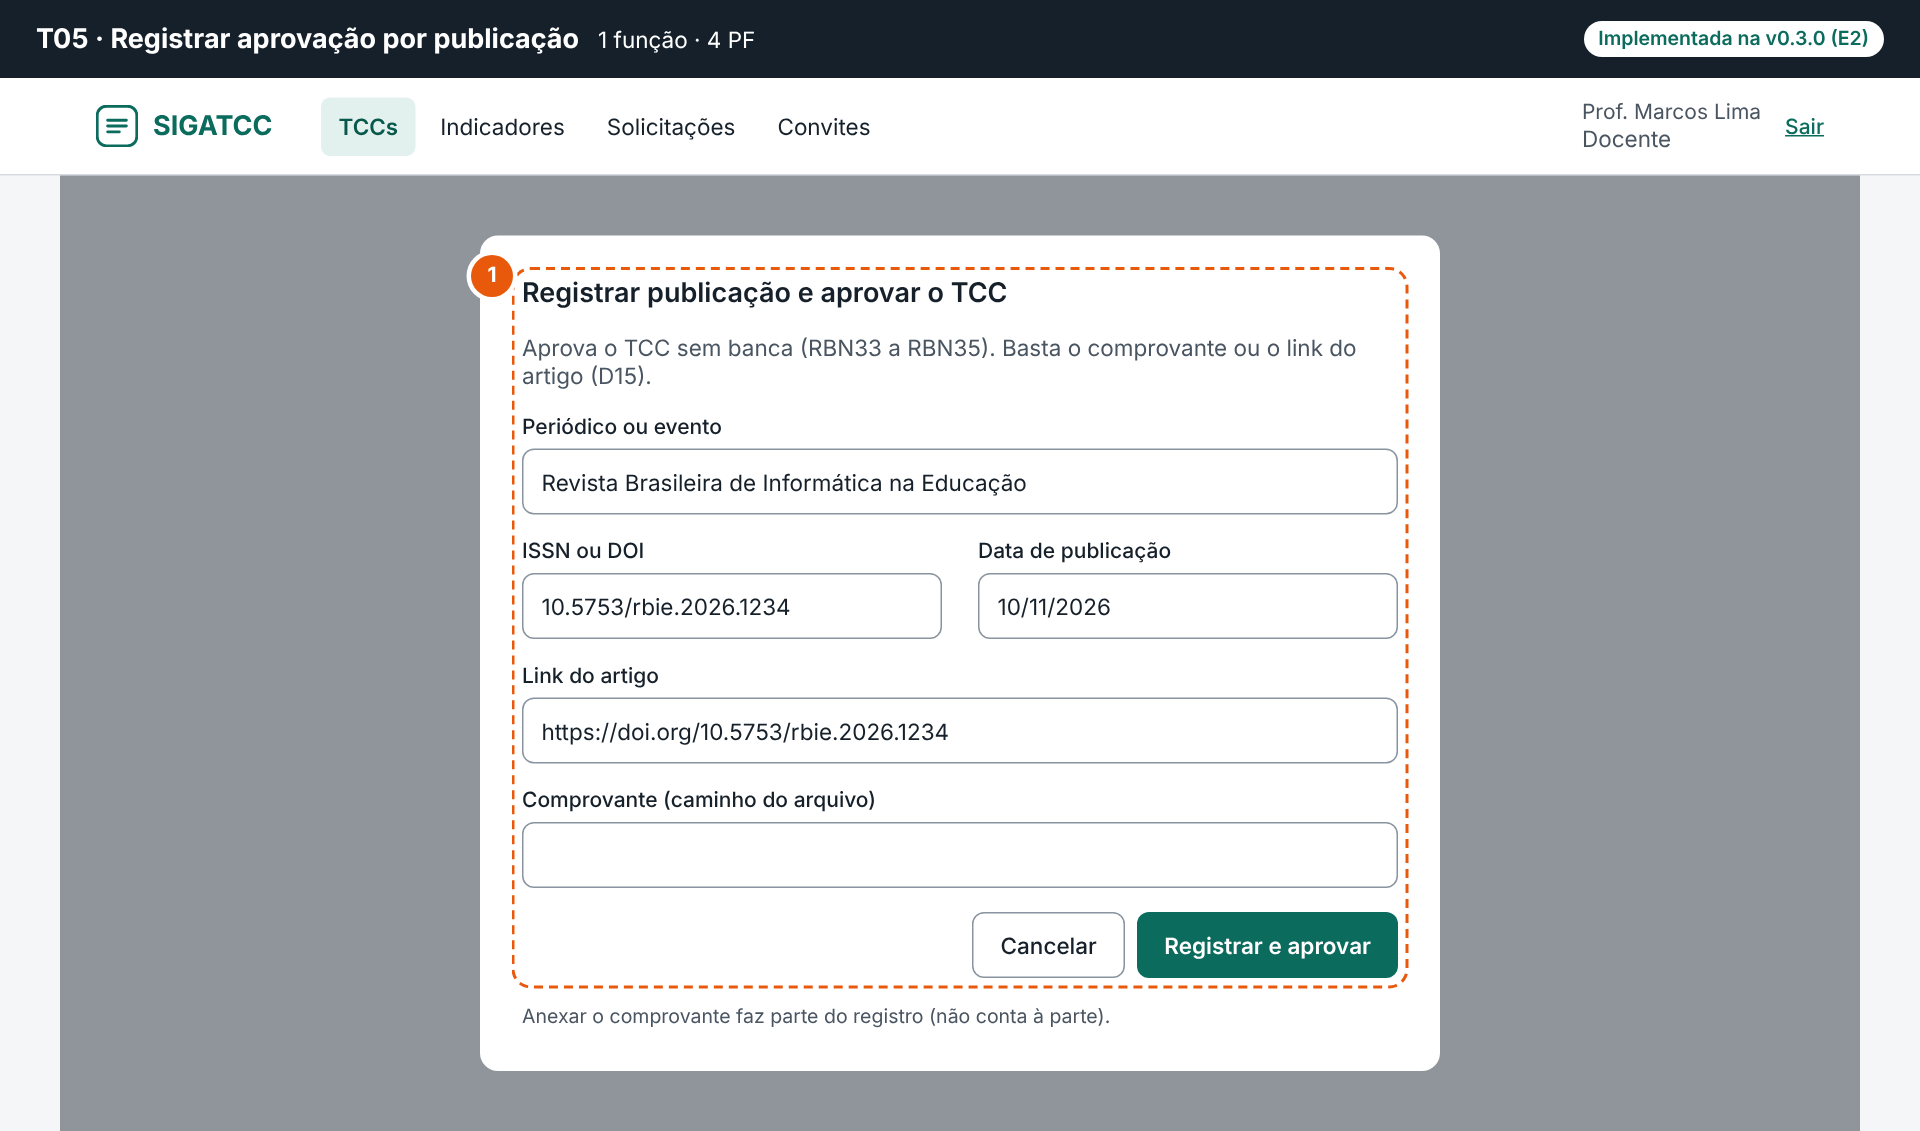 T05 · Registrar aprovação por publicação 1 função · 4 PF
Implementada na v0.3.0 (E2)
SIGATCC
TCCs
Indicadores
Solicitações
Convites
Prof. Marcos Lima
Docente
Sair
1
Registrar publicação e aprovar o TCC
Aprova o TCC sem banca (RBN33 a RBN35). Basta o comprovante ou o link do
artigo (D15).
Periódico ou evento
Revista Brasileira de Informática na Educação
ISSN ou DOI
Data de publicação
10.5753/rbie.2026.1234
10/11/2026
Link do artigo
https://doi.org/10.5753/rbie.2026.1234
Comprovante (caminho do arquivo)
Cancelar
Registrar e aprovar
Anexar o comprovante faz parte do registro (não conta à parte).